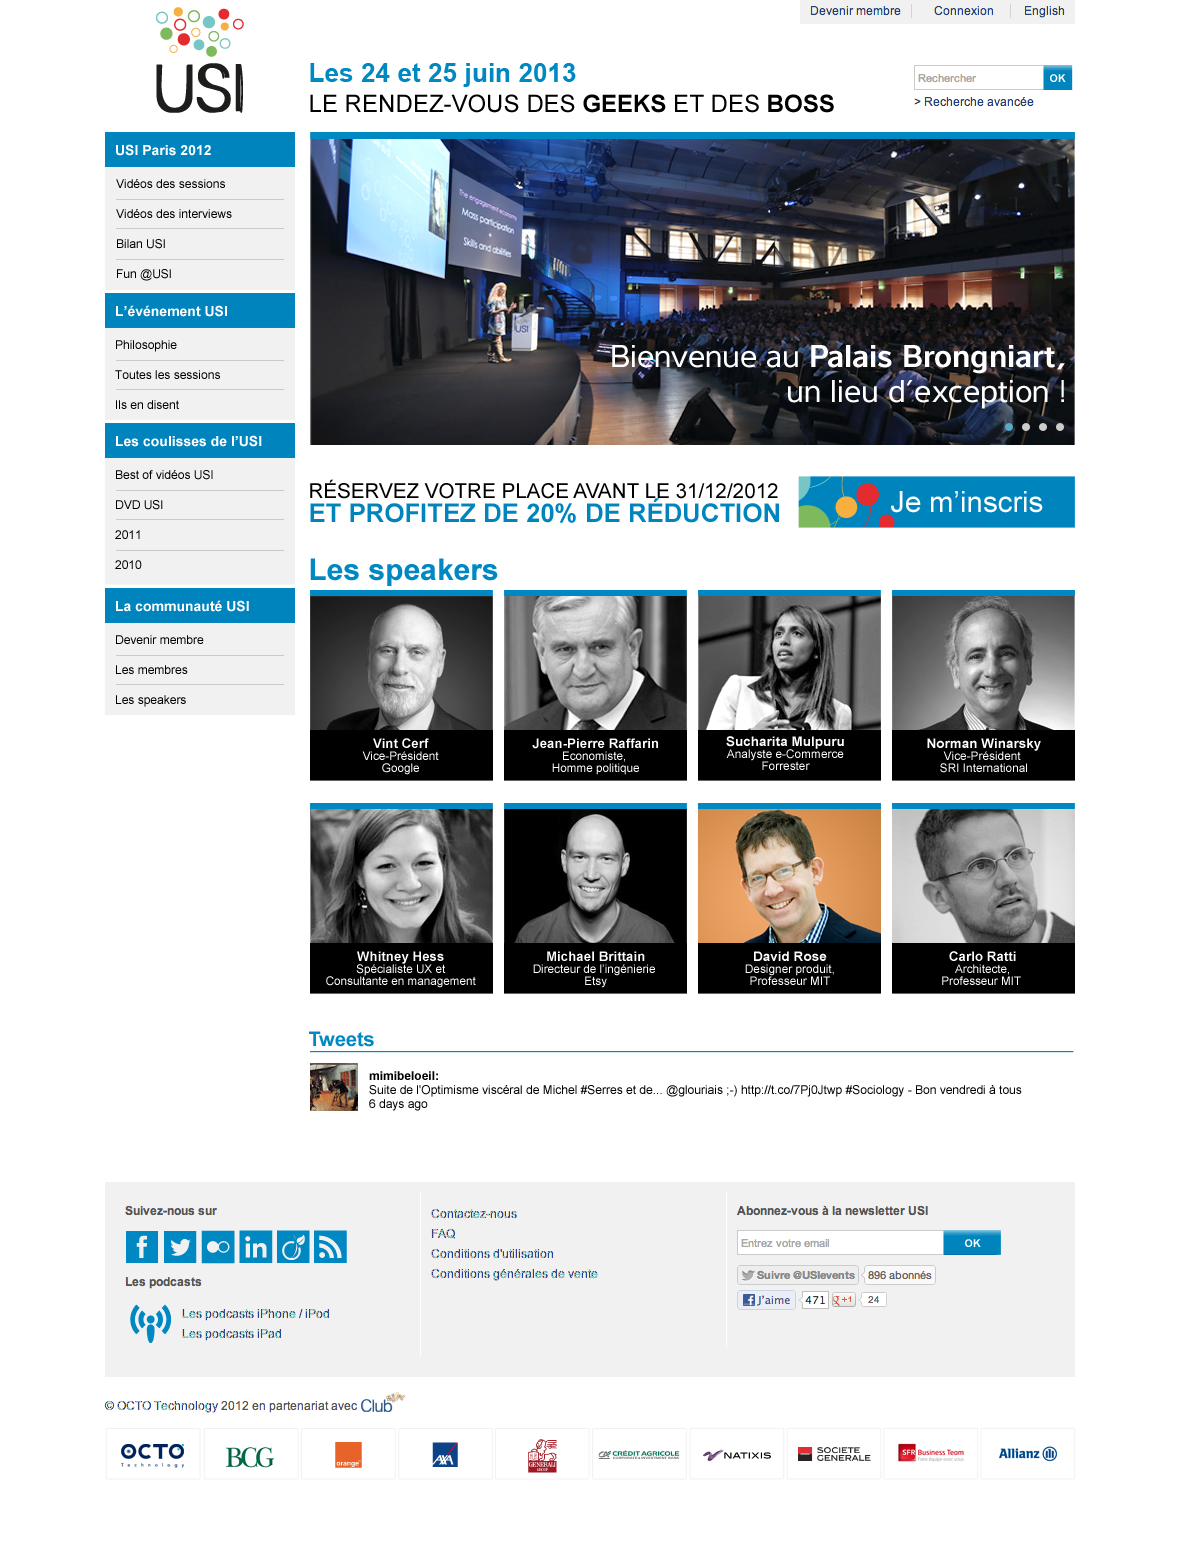 Devenir membre
Connexion
English
USI
Les 24 et 25 juin 2013
LE RENDEZ-VOUS DES GEEKS ET DES BOSS
Rechercher
OK
> Recherche avancée
USI Paris 2012
Vidéos des sessions
Vidéos des interviews
Bilan USI
Fun @USI
L'événement USI
Philosophie
Toutes les sessions
Ils en disent
Les coulisses de l'USI
Best of vidéos USI
DVD USI
2011
2010
La communauté USI
Devenir membre
Les membres
Les speakers
The engagement economy
Mass participation
+
Skills and abilities
USI
Bienvenue au Palais Brongniart,
un lieu d'exception !
RÉSERVEZ VOTRE PLACE AVANT LE 31/12/2012
ET PROFITEZ DE 20% DE RÉDUCTION
Je m'inscris
Les speakers
Vint Cerf
Vice-Président
Google
Jean-Pierre Raffarin
Economiste,
Homme politique
Sucharita Mulpuru
Analyste e-Commerce
Forrester
Norman Winarsky
Vice-Président
SRI International
Whitney Hess
Spécialiste UX et
Consultante en management
Michael Brittain
Directeur de l'ingénierie
Etsy
David Rose
Designer produit,
Professeur MIT
Carlo Ratti
Architecte,
Professeur MIT
Tweets
mimibeloeil:
Suite de l'Optimisme viscéral de Michel #Serres et de... @glouriais ;-) http://t.co/7Pj0Jtwp #Sociology - Bon vendredi à tous
6 days ago
Suivez-nous sur
Les podcasts
Les podcasts iPhone / iPod
Les podcasts iPad
Contactez-nous
FAQ
Conditions d'utilisation
Conditions générales de vente
Abonnez-vous à la newsletter USI
Entrez votre email
OK
Suivre @USIevents
896 abonnés
J'aime
471
+1
24
© OCTO Technology 2012 en partenariat avec Club
OCTO
Technology
BCG
orange
AXA
GENERALI
GROUP
CRÉDIT AGRICOLE
CORPORATE & INVESTMENT BANK
NATIXIS
SOCIETE
GENERALE
SFR Business Team
Allianz